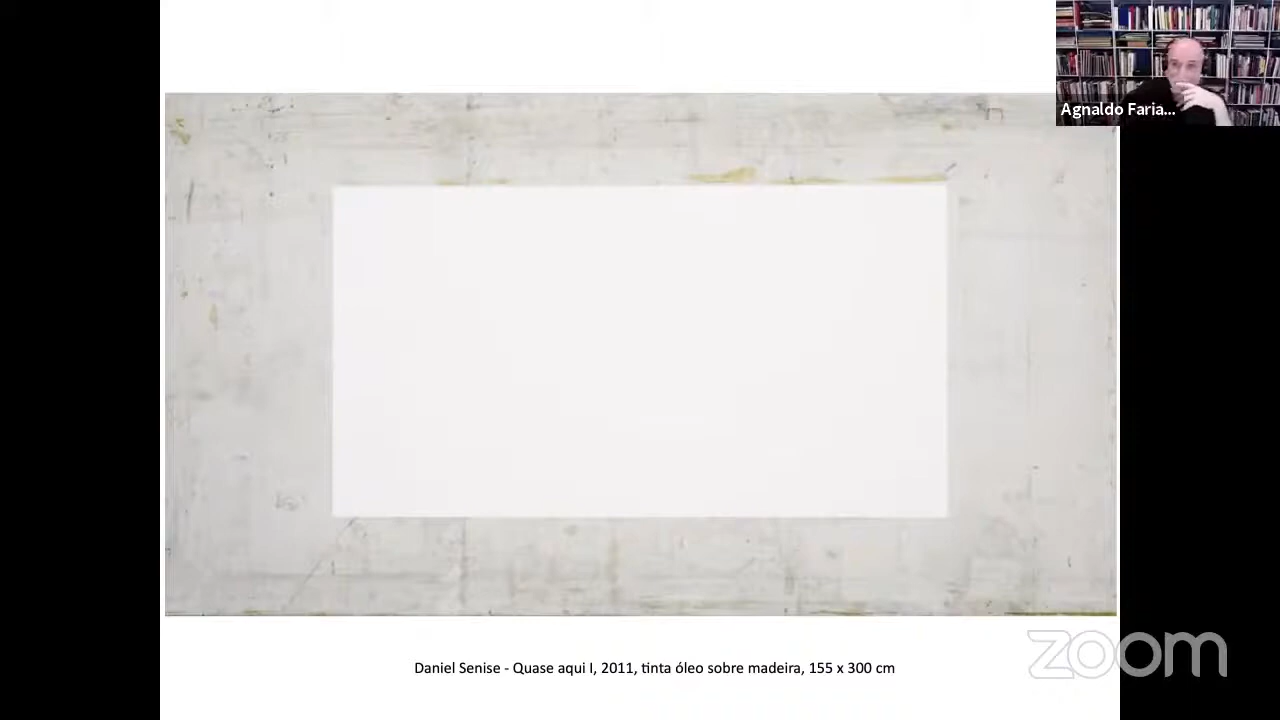 Agnaldo Faria...
Daniel Senise - Quase aqui I, 2011, tinta óleo sobre madeira, 155 x 300 cm
zoom